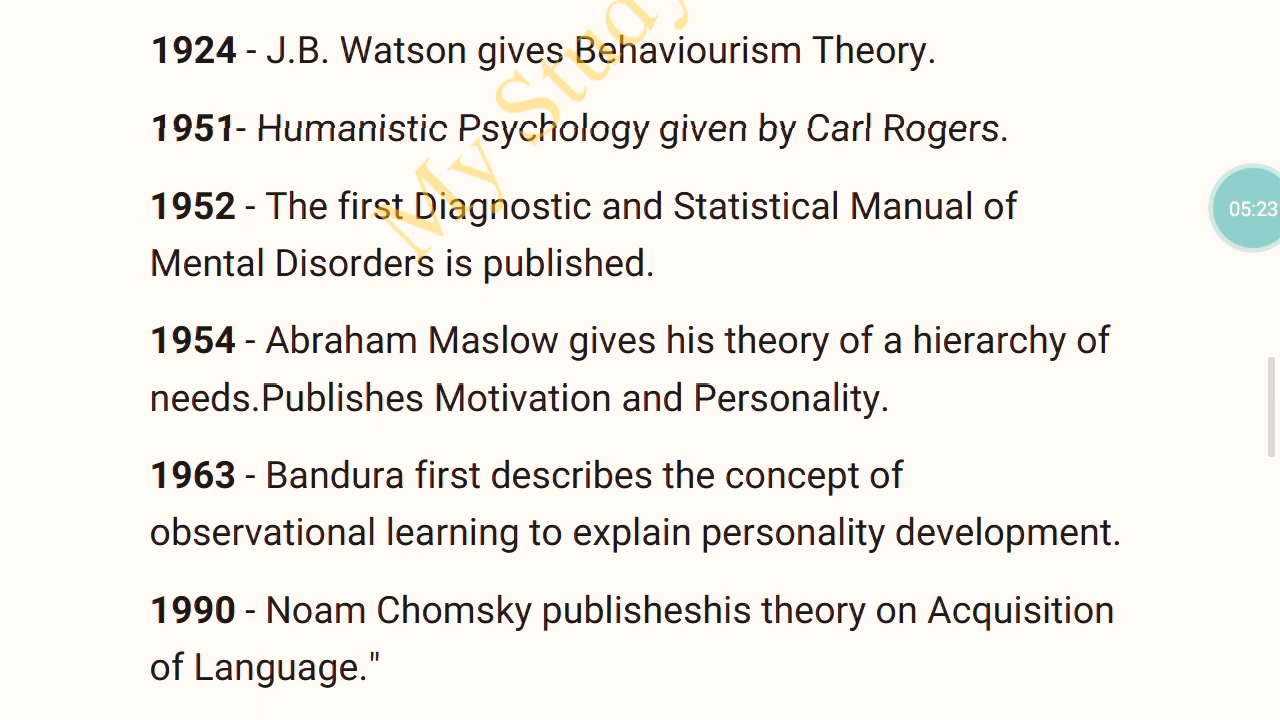 1924 - J.B. Watson gives Behaviourism Theory.
1951- Humanistic Psychology given by Carl Rogers.
1952 - The first Diagnostic and Statistical Manual of
Mental Disorders is published.
1954 - Abraham Maslow gives his theory of a hierarchy of
needs.Publishes Motivation and Personality.
1963 - Bandura first describes the concept of
observational learning to explain personality development.
1990 - Noam Chomsky publisheshis theory on Acquisition
of Language."
My Study
05:23